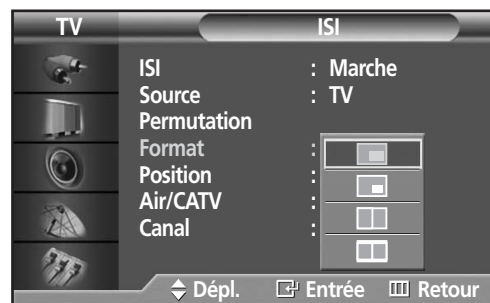 TV ISI
ISI : Marche
Source : TV
Permutation
Format :
Position :
Air/CATV :
Canal :
Dépl. Entrée Retour